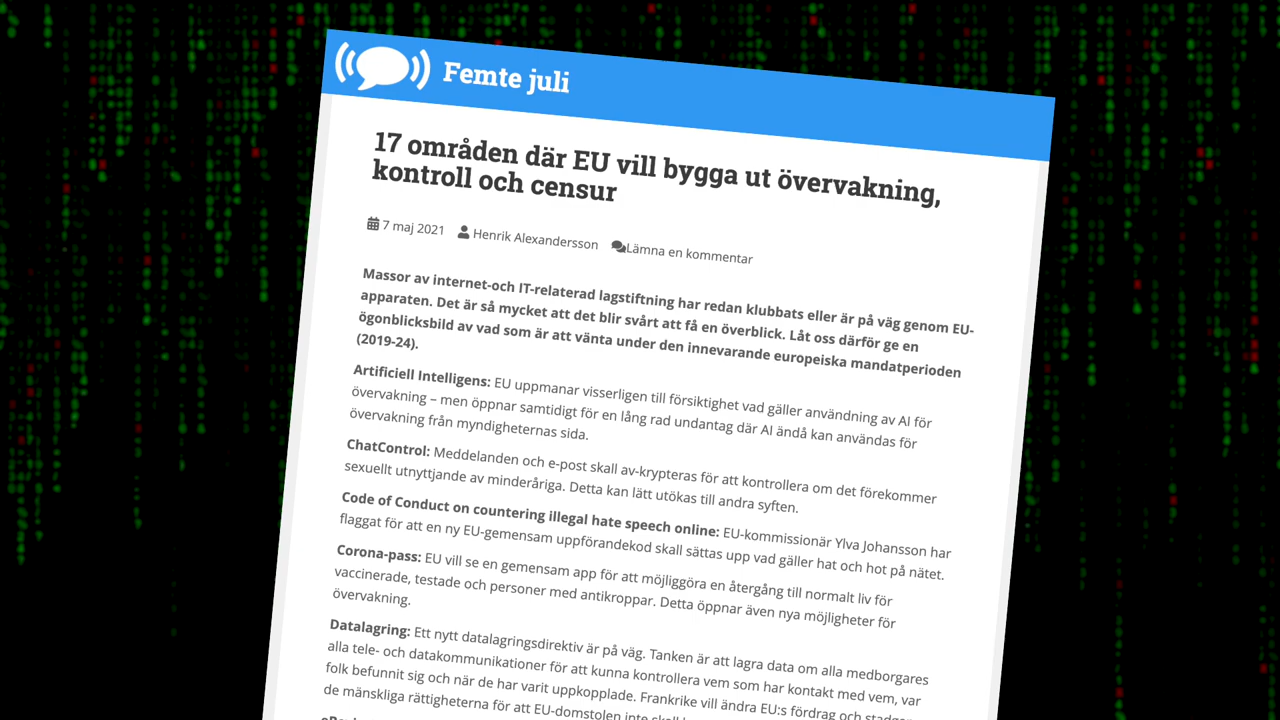 Femte juli
17 områden där EU vill bygga ut övervakning,
kontroll och censur
7 maj 2021 Henrik Alexandersson Lämna en kommentar
Massor av internet-och IT-relaterad lagstiftning har redan klubbats eller är på väg genom EU-
apparaten. Det är så mycket att det blir svårt att få en överblick. Låt oss därför ge en
ögonblicksbild av vad som är att vänta under den innevarande europeiska mandatperioden
(2019-24).
Artificiell Intelligens: EU uppmanar visserligen till försiktighet vad gäller användning av AI för
övervakning – men öppnar samtidigt för en lång rad undantag där AI ändå kan användas för
övervakning från myndigheternas sida.
ChatControl: Meddelanden och e-post skall av-krypteras för att kontrollera om det förekommer
sexuellt utnyttjande av minderåriga. Detta kan lätt utökas till andra syften.
Code of Conduct on countering illegal hate speech online: EU-kommissionär Ylva Johansson har
flaggat för att en ny EU-gemensam uppförandekod skall sättas upp vad gäller hat och hot på nätet.
Corona-pass: EU vill se en gemensam app för att möjliggöra en återgång till normalt liv för
vaccinerade, testade och personer med antikroppar. Detta öppnar även nya möjligheter för
övervakning.
Datalagring: Ett nytt datalagringsdirektiv är på väg. Tanken är att lagra data om alla medborgares
alla tele- och datakommunikationer för att kunna kontrollera vem som har kontakt med vem, var
folk befunnit sig och när de har varit uppkopplade. Frankrike vill ändra EU:s fördrag och
de mänskliga rättigheterna för att EU-domstolen inte